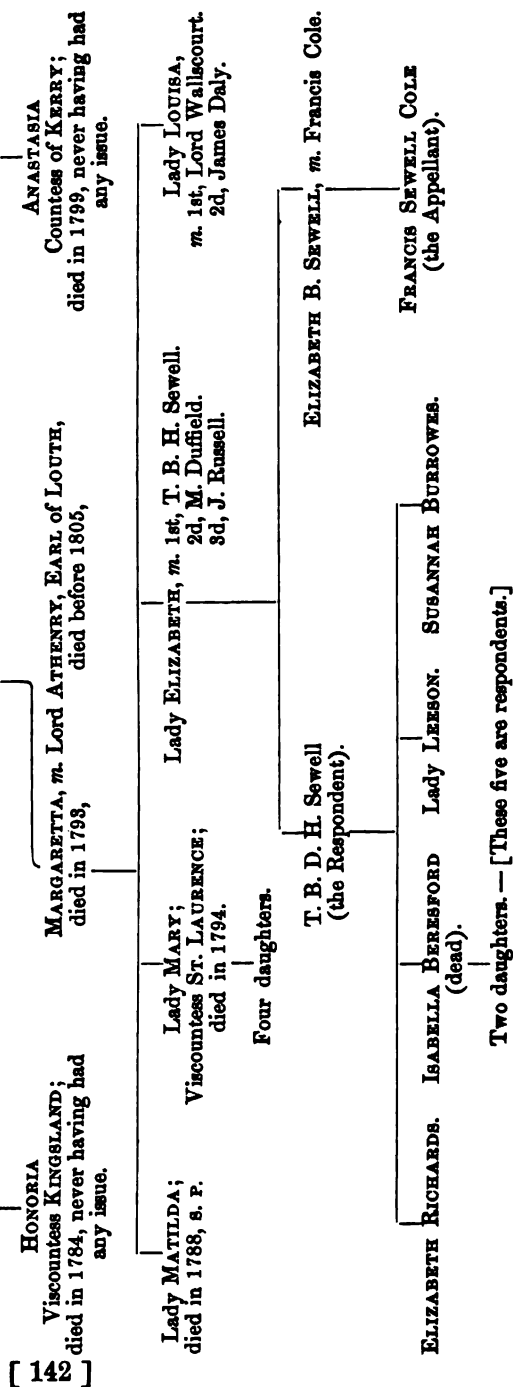 [ 142 ]
HONORIA
Viscountess KINGSLAND;
died in 1784, never having had
any issue.
MARGARETTA, m. Lord ATHENRY, EARL of LOUTH,
died in 1793,
died before 1805,
ANASTASIA
Countess of KERRY;
died in 1799, never having had
any issue.
Lady MATILDA;
died in 1788, S. P.
Lady MARY;
Viscountess ST. LAURENCE;
died in 1794.
Four daughters.
Lady ELIZABETH, m. 1st, T. B. H. Sewell.
2d, M. Duffield.
3d, J. Russell.
Lady LOUISA,
m. 1st, Lord Wallscourt.
2d, James Daly.
T. B. D. H. Sewell
(the Respondent).
ELIZABETH B. SEWELL, m. Francis Cole.
ELIZABETH RICHARDS.
ISABELLA BERESFORD
(dead).
Lady LEESON.
SUSANNAH BURROWES.
FRANCIS SEWELL COLE
(the Appellant).
Two daughters.—[These five are respondents.]